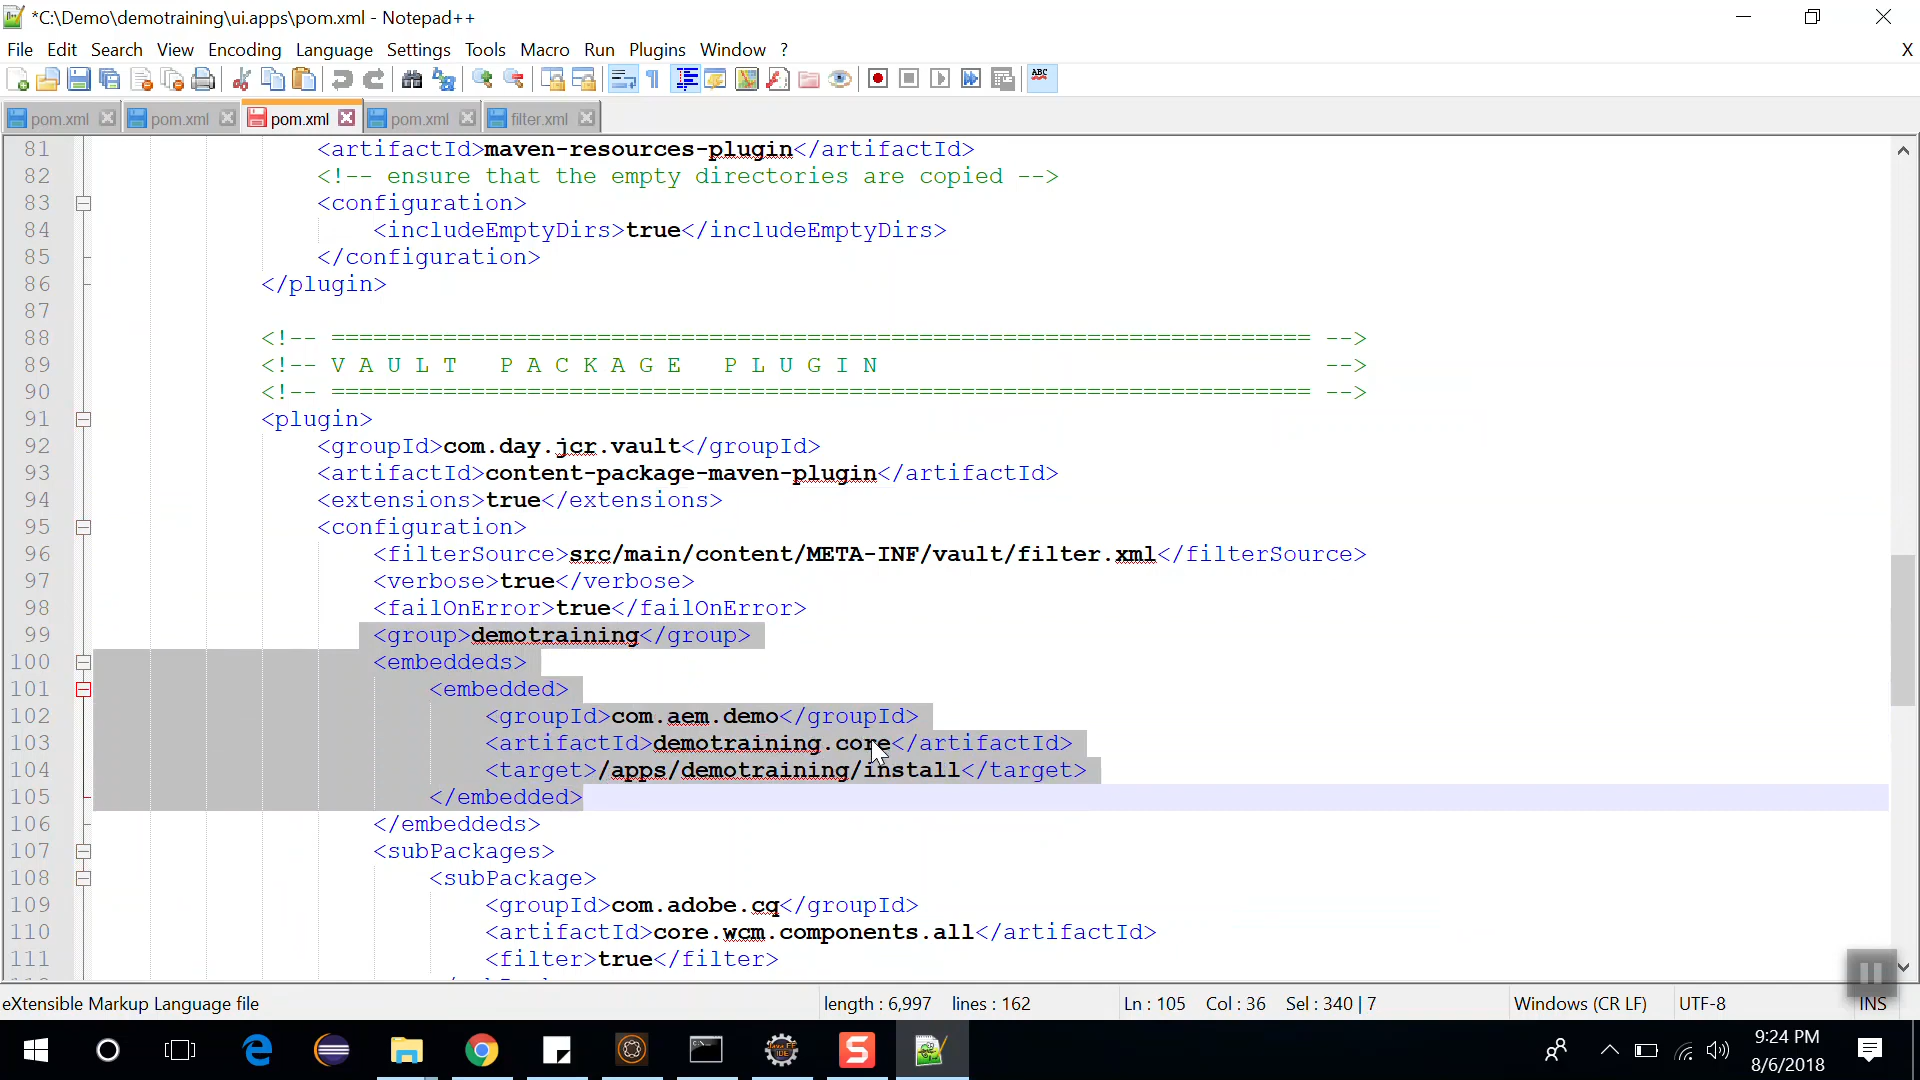 *C:\Demo\demotraining\ui.apps\pom.xml - Notepad++
File Edit Search View Encoding Language Settings Tools Macro Run Plugins Window ? X
ABC
pom.xml pom.xml pom.xml pom.xml filter.xml
81 <artifactId>maven-resources-plugin</artifactId>
82 <!-- ensure that the empty directories are copied -->
83 <configuration>
84 <includeEmptyDirs>true</includeEmptyDirs>
85 </configuration>
86 </plugin>
87
88 <!-- ====================================================================== -->
89 <!-- V A U L T   P A C K A G E   P L U G I N -->
90 <!-- ====================================================================== -->
91 <plugin>
92 <groupId>com.day.jcr.vault</groupId>
93 <artifactId>content-package-maven-plugin</artifactId>
94 <extensions>true</extensions>
95 <configuration>
96 <filterSource>src/main/content/META-INF/vault/filter.xml</filterSource>
97 <verbose>true</verbose>
98 <failOnError>true</failOnError>
99 <group>demotraining</group>
100 <embeddeds>
101 <embedded>
102 <groupId>com.aem.demo</groupId>
103 <artifactId>demotraining.core</artifactId>
104 <target>/apps/demotraining/install</target>
105 </embedded>
106 </embeddeds>
107 <subPackages>
108 <subPackage>
109 <groupId>com.adobe.cq</groupId>
110 <artifactId>core.wcm.components.all</artifactId>
111 <filter>true</filter>
eXtensible Markup Language file length : 6,997 lines : 162 Ln : 105 Col : 36 Sel : 340 | 7 Windows (CR LF) UTF-8 INS
9:24 PM
8/6/2018